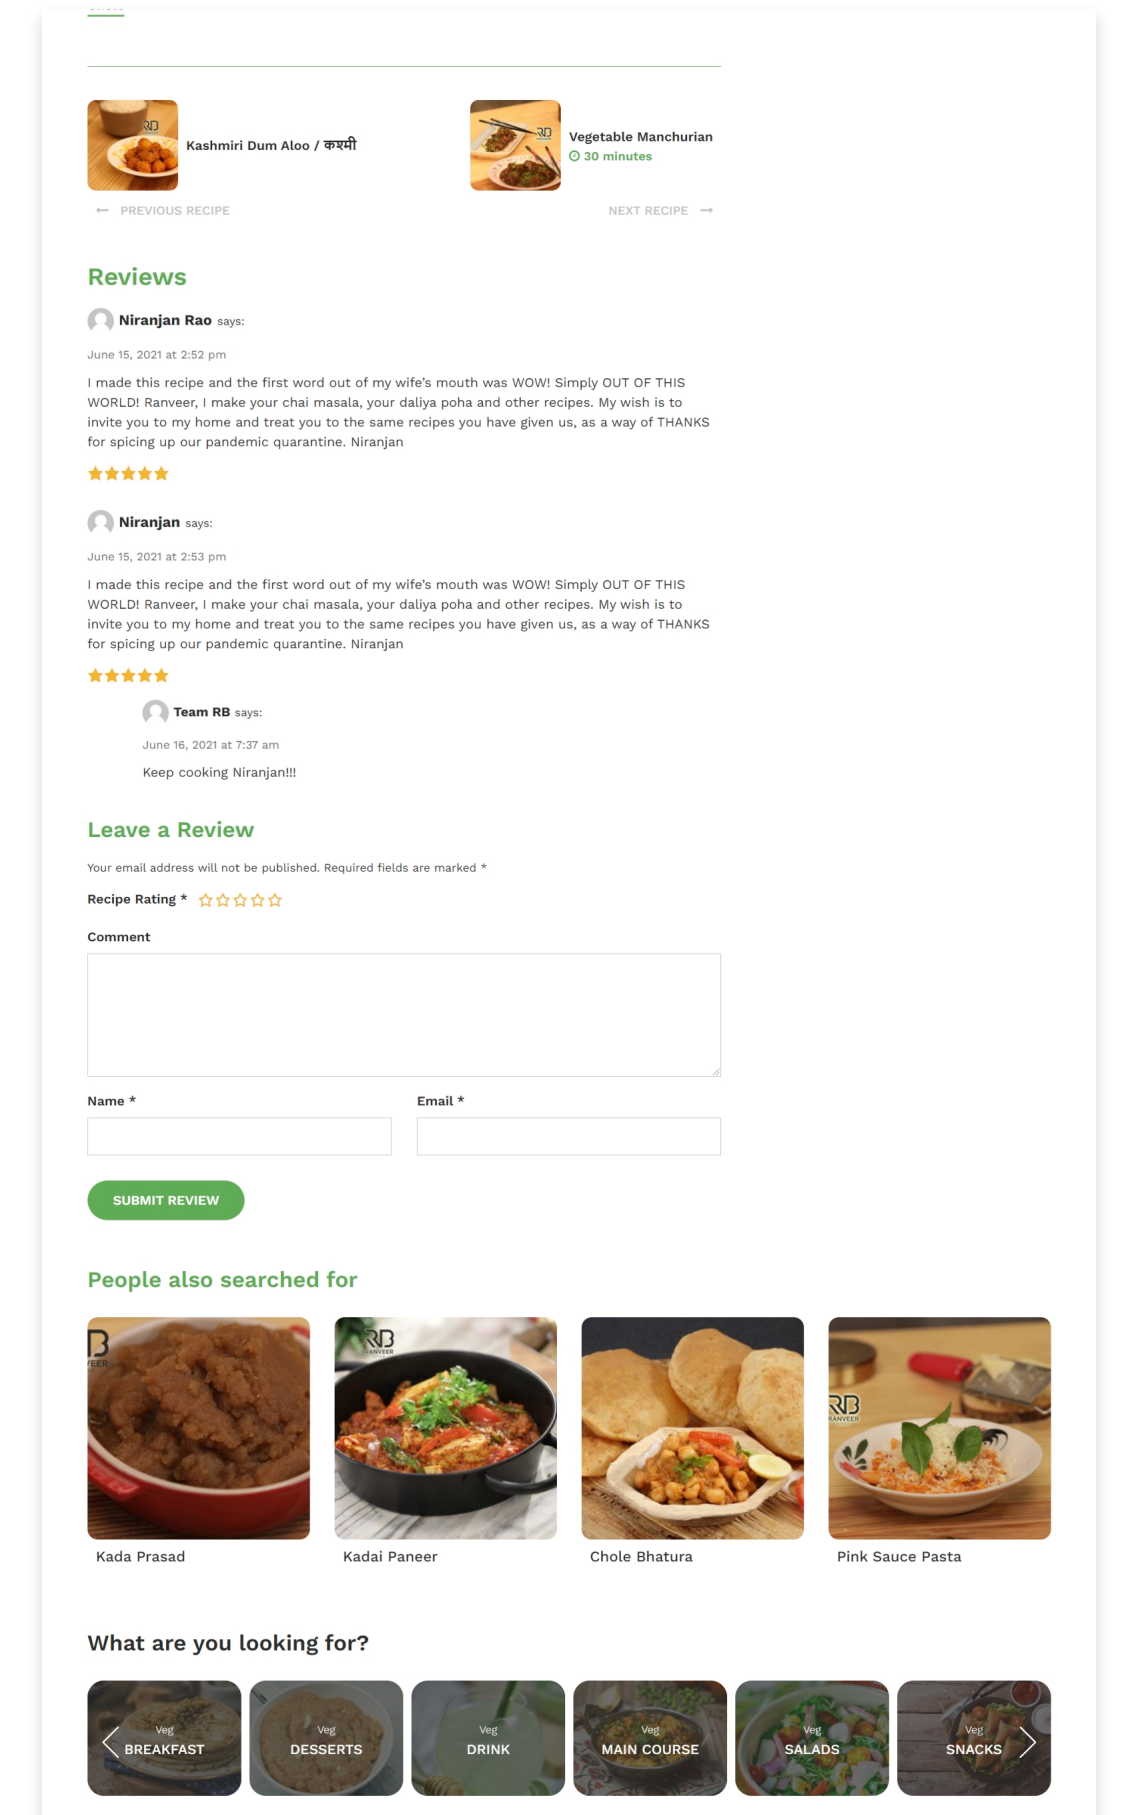 Kashmiri Dum Aloo / कश्मी
Vegetable Manchurian
30 minutes
← PREVIOUS RECIPE
NEXT RECIPE →
Reviews
Niranjan Rao says:
June 15, 2021 at 2:52 pm
I made this recipe and the first word out of my wife's mouth was WOW! Simply OUT OF THIS
WORLD! Ranveer, I make your chai masala, your daliya poha and other recipes. My wish is to
invite you to my home and treat you to the same recipes you have given us, as a way of THANKS
for spicing up our pandemic quarantine. Niranjan
Niranjan says:
June 15, 2021 at 2:53 pm
I made this recipe and the first word out of my wife's mouth was WOW! Simply OUT OF THIS
WORLD! Ranveer, I make your chai masala, your daliya poha and other recipes. My wish is to
invite you to my home and treat you to the same recipes you have given us, as a way of THANKS
for spicing up our pandemic quarantine. Niranjan
Team RB says:
June 16, 2021 at 7:37 am
Keep cooking Niranjan!!!
Leave a Review
Your email address will not be published. Required fields are marked *
Recipe Rating *
Comment
Name *
Email *
SUBMIT REVIEW
People also searched for
RB
RANVEER
RB
RANVEER
Kada Prasad
Kadai Paneer
Chole Bhatura
Pink Sauce Pasta
What are you looking for?
Veg
BREAKFAST
Veg
DESSERTS
Veg
DRINK
Veg
MAIN COURSE
Veg
SALADS
Veg
SNACKS